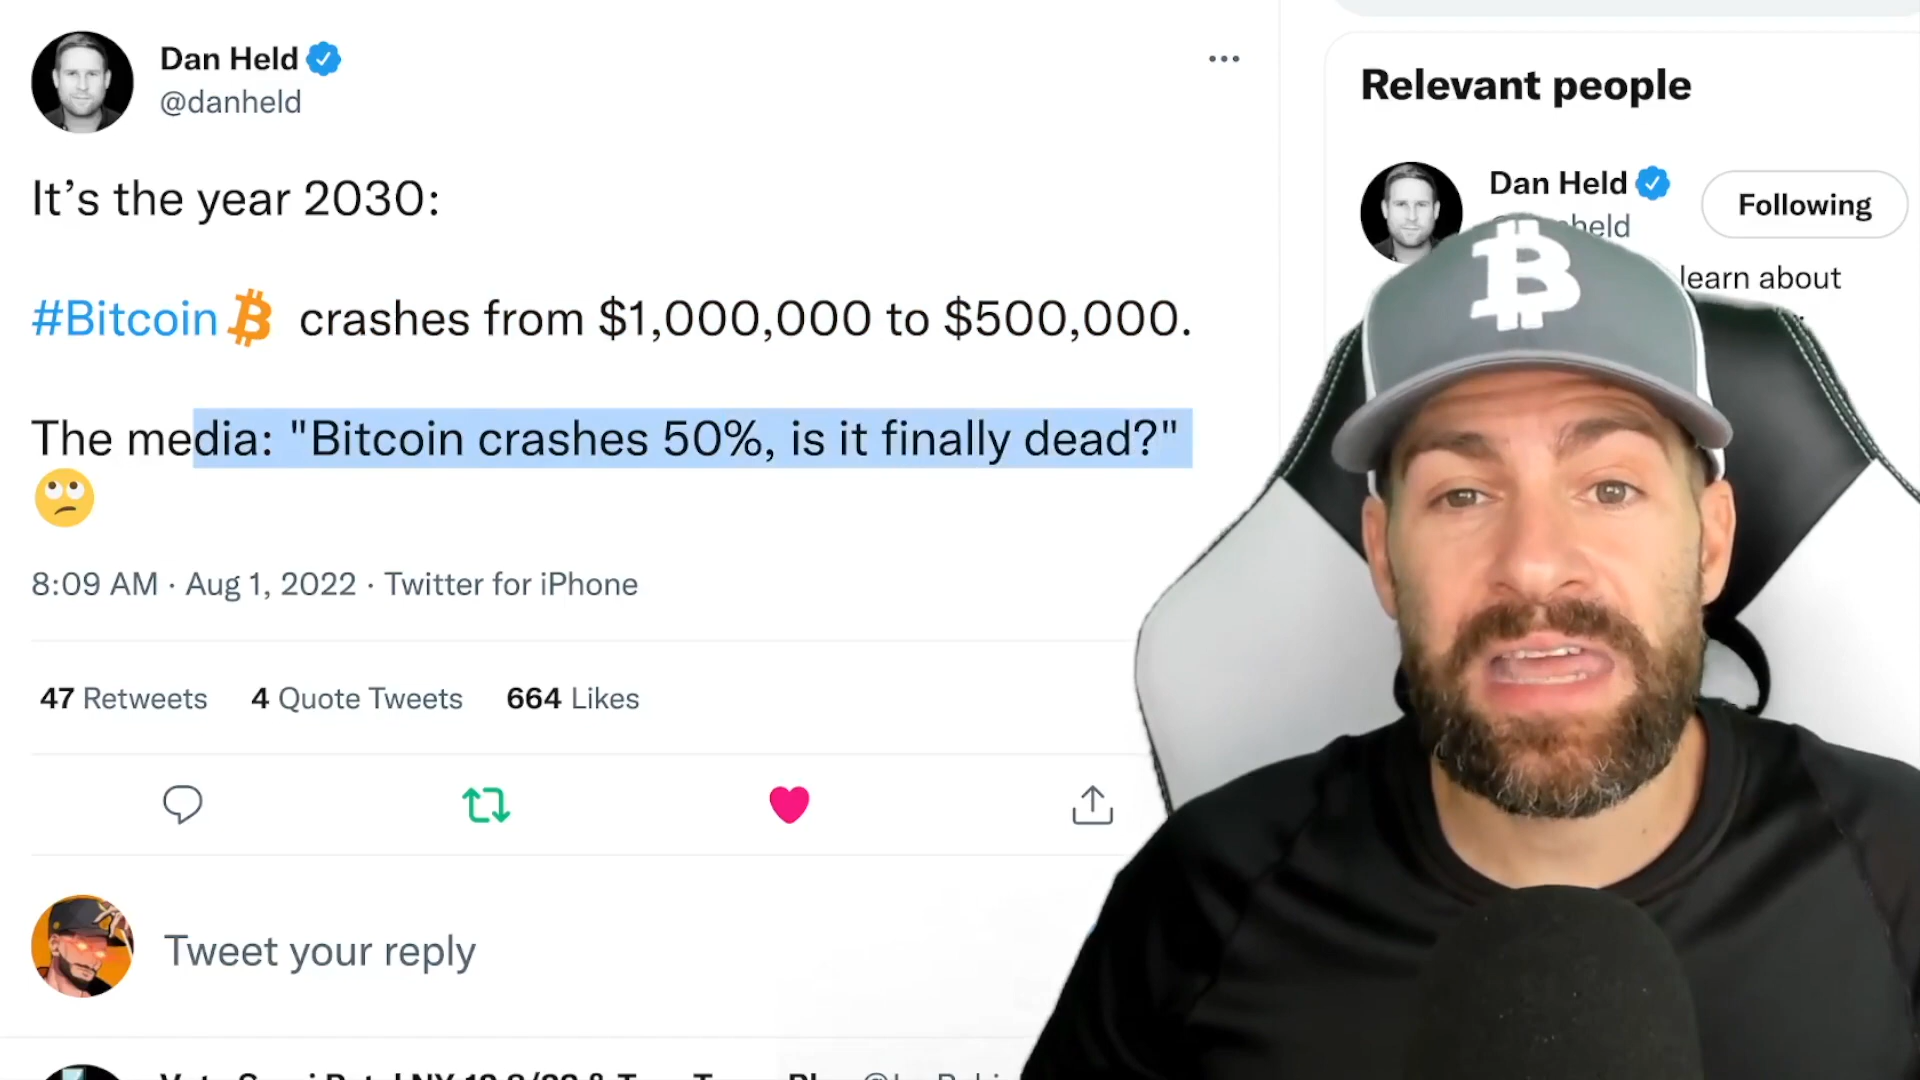 Dan Held
@danheld
It's the year 2030:
#Bitcoin crashes from $1,000,000 to $500,000.
The media: "Bitcoin crashes 50%, is it finally dead?"
8:09 AM · Aug 1, 2022 · Twitter for iPhone
47 Retweets 4 Quote Tweets 664 Likes
Tweet your reply
Relevant people
Dan Held
Following
learn about